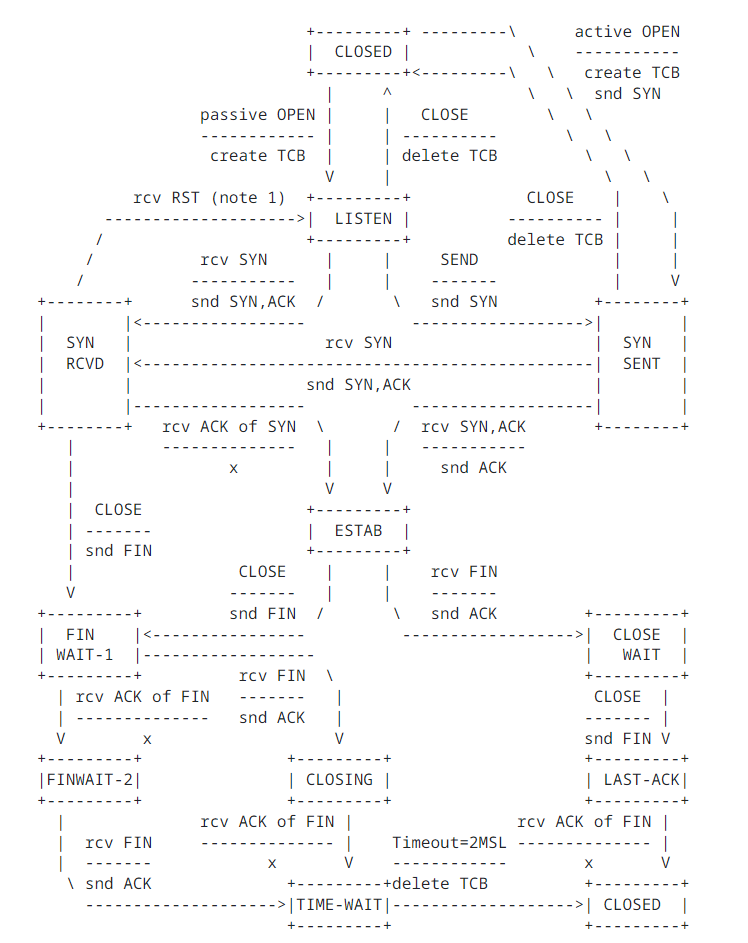 +---------+ ---------\      active OPEN
|  CLOSED |            \    -----------
+---------+<---------\   \   create TCB
|     ^              \   \  snd SYN
passive OPEN |     |   CLOSE        \   \
------------ |     | ----------       \   \
create TCB  |     | delete TCB         \   \
V     |                      \   \
rcv RST (note 1)  +---------+            CLOSE    |    \
-------------------->|  LISTEN |          ---------- |     |
/                     +---------+          delete TCB |     |
/           rcv SYN      |     |     SEND              |     |
/           -----------   |     |    -------            |     V
+--------+      snd SYN,ACK  /       \   snd SYN          +--------+
|        |<-----------------           ------------------>|        |
|  SYN   |                    rcv SYN                     |  SYN   |
|  RCVD  |<-----------------------------------------------|  SENT  |
|        |                  snd SYN,ACK                   |        |
|        |------------------           -------------------|        |
+--------+   rcv ACK of SYN  \       /  rcv SYN,ACK       +--------+
|         --------------   |     |   -----------
|                x         |     |     snd ACK
|                          V     V
|  CLOSE                 +---------+
| -------                |  ESTAB  |
| snd FIN                +---------+
|                 CLOSE    |     |    rcv FIN
V                -------   |     |    -------
+---------+         snd FIN  /       \   snd ACK         +---------+
|  FIN    |<----------------          ------------------>|  CLOSE  |
| WAIT-1  |------------------                            |   WAIT  |
+---------+          rcv FIN  \                          +---------+
| rcv ACK of FIN   -------   |                          CLOSE  |
| --------------   snd ACK   |                         ------- |
V        x                   V                         snd FIN V
+---------+               +---------+                    +---------+
|FINWAIT-2|               | CLOSING |                    | LAST-ACK|
+---------+               +---------+                    +---------+
|              rcv ACK of FIN |                 rcv ACK of FIN |
|  rcv FIN     -------------- |    Timeout=2MSL -------------- |
|  -------            x       V    ------------        x       V
\ snd ACK              +---------+delete TCB          +---------+
-------------------->|TIME-WAIT|------------------->| CLOSED  |
+---------+                    +---------+